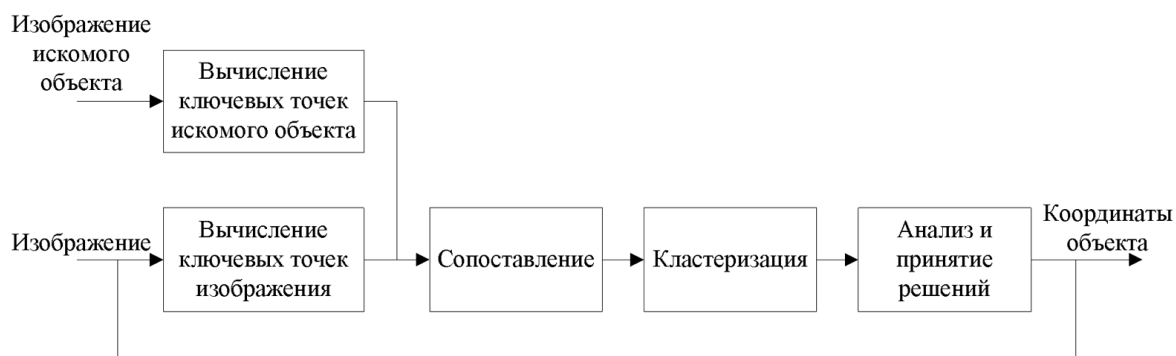 Изображение
искомого
объекта
Вычисление
ключевых точек
искомого объекта
Изображение
Вычисление
ключевых точек
изображения
Сопоставление
Кластеризация
Анализ и
принятие
решений
Координаты
объекта